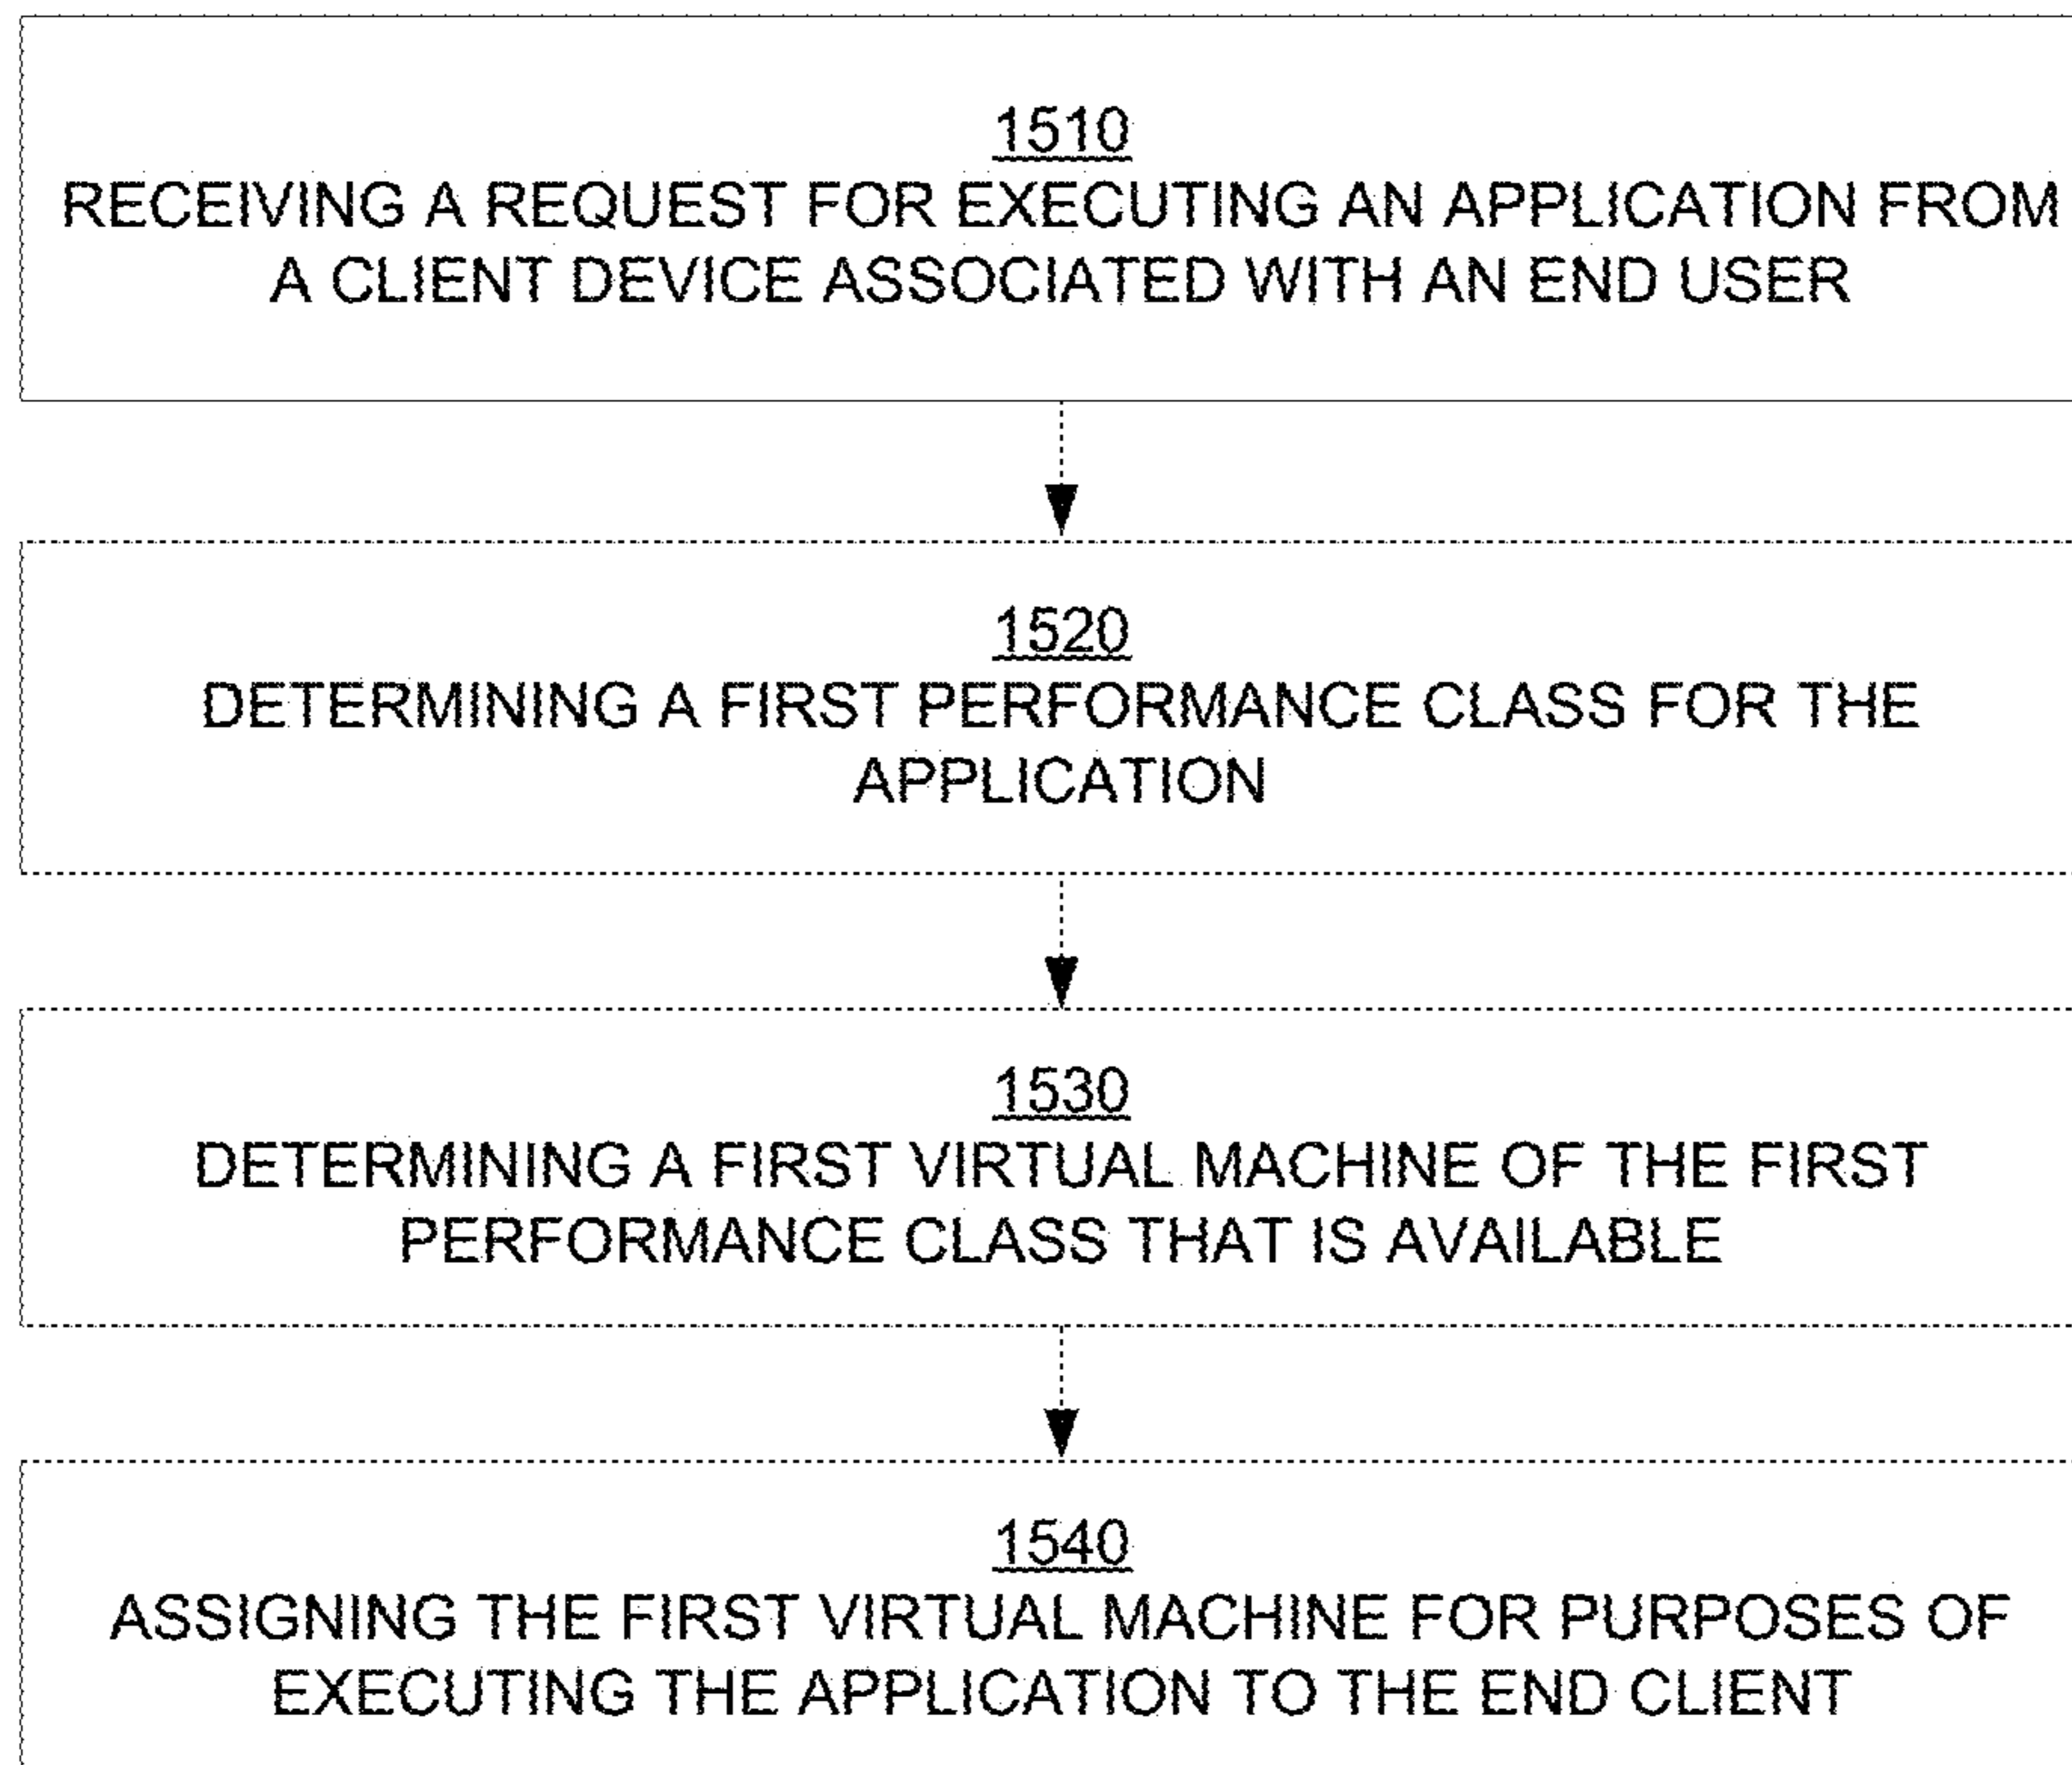 1510
RECEIVING A REQUEST FOR EXECUTING AN APPLICATION FROM
A CLIENT DEVICE ASSOCIATED WITH AN END USER
1520
DETERMINING A FIRST PERFORMANCE CLASS FOR THE
APPLICATION
1530
DETERMINING A FIRST VIRTUAL MACHINE OF THE FIRST
PERFORMANCE CLASS THAT IS AVAILABLE
1540
ASSIGNING THE FIRST VIRTUAL MACHINE FOR PURPOSES OF
EXECUTING THE APPLICATION TO THE END CLIENT